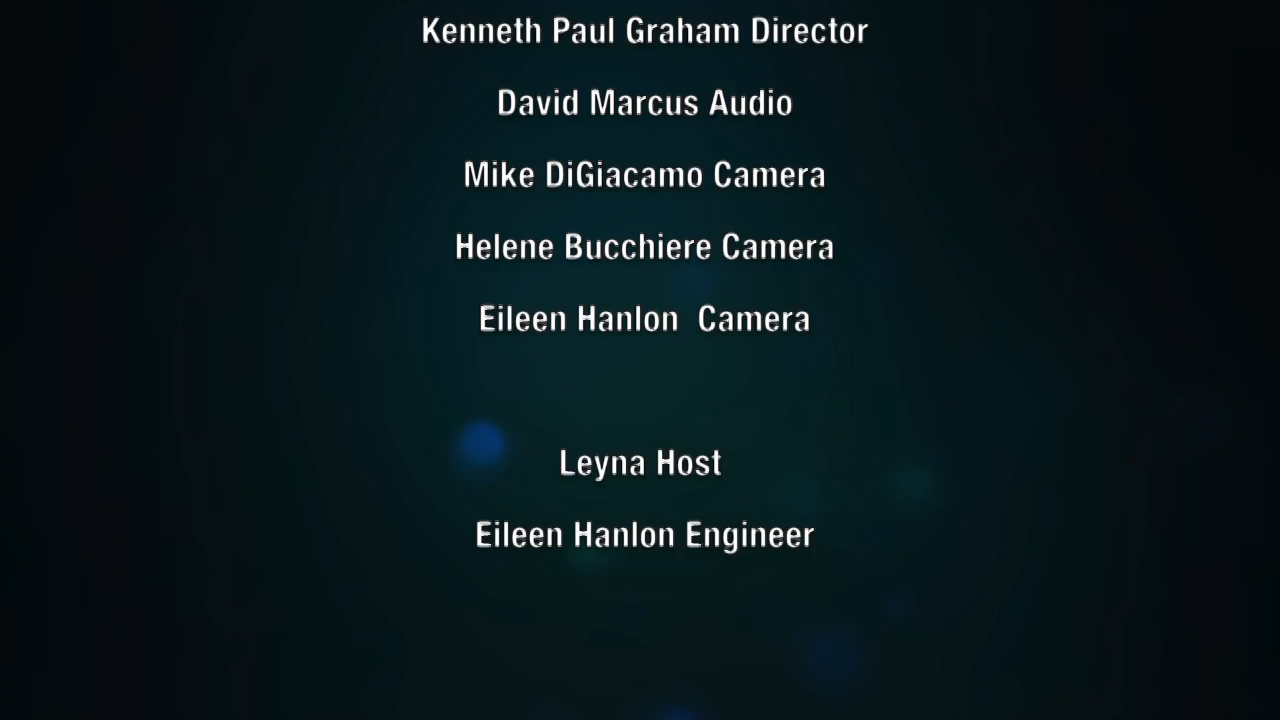 Kenneth Paul Graham Director
David Marcus Audio
Mike DiGiacamo Camera
Helene Bucchiere Camera
Eileen Hanlon  Camera
Leyna Host
Eileen Hanlon Engineer